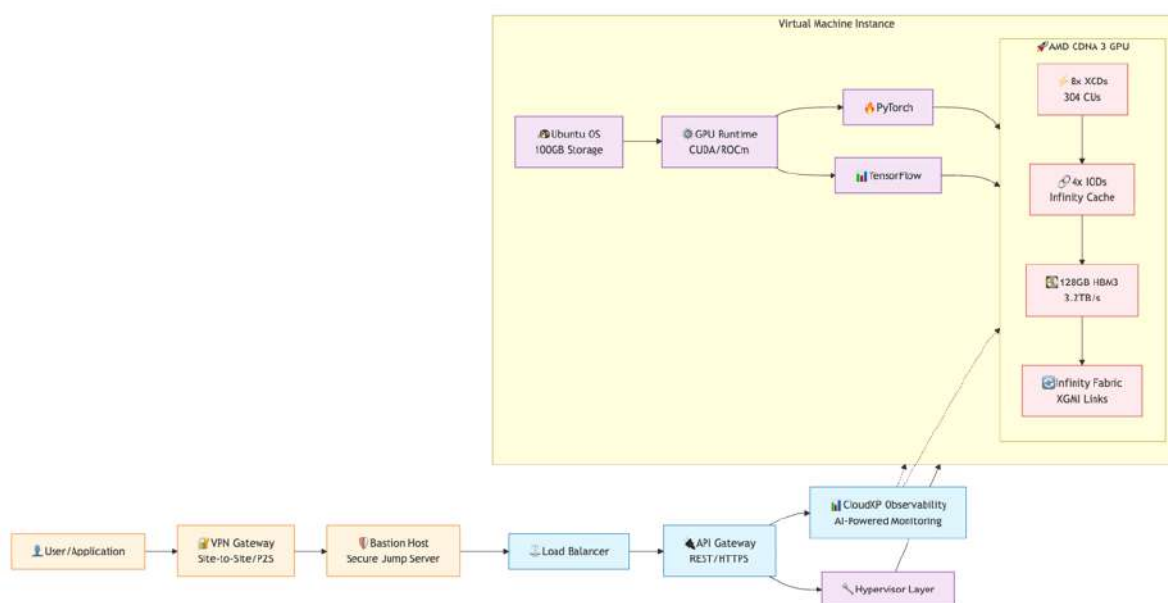 Virtual Machine Instance
AMD CDNA 3 GPU
8x XCDs
304 CUs
PyTorch
Ubuntu OS
100GB Storage
GPU Runtime
CUDA/ROCm
TensorFlow
4x IODs
Infinity Cache
128GB HBM3
3.2TB/s
Infinity Fabric
XGMI Links
CloudXP Observability
AI-Powered Monitoring
User/Application
VPN Gateway
Site-to-Site/P2S
Bastion Host
Secure Jump Server
Load Balancer
API Gateway
REST/HTTPS
Hypervisor Layer